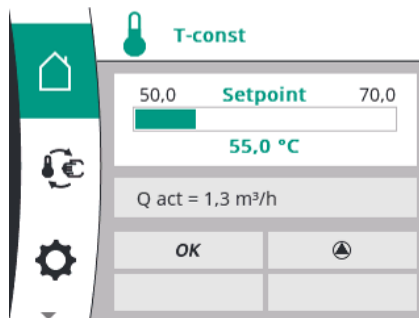 T-const
50,0 Setpoint 70,0
55,0 °C
Q act = 1,3 m³/h
OK